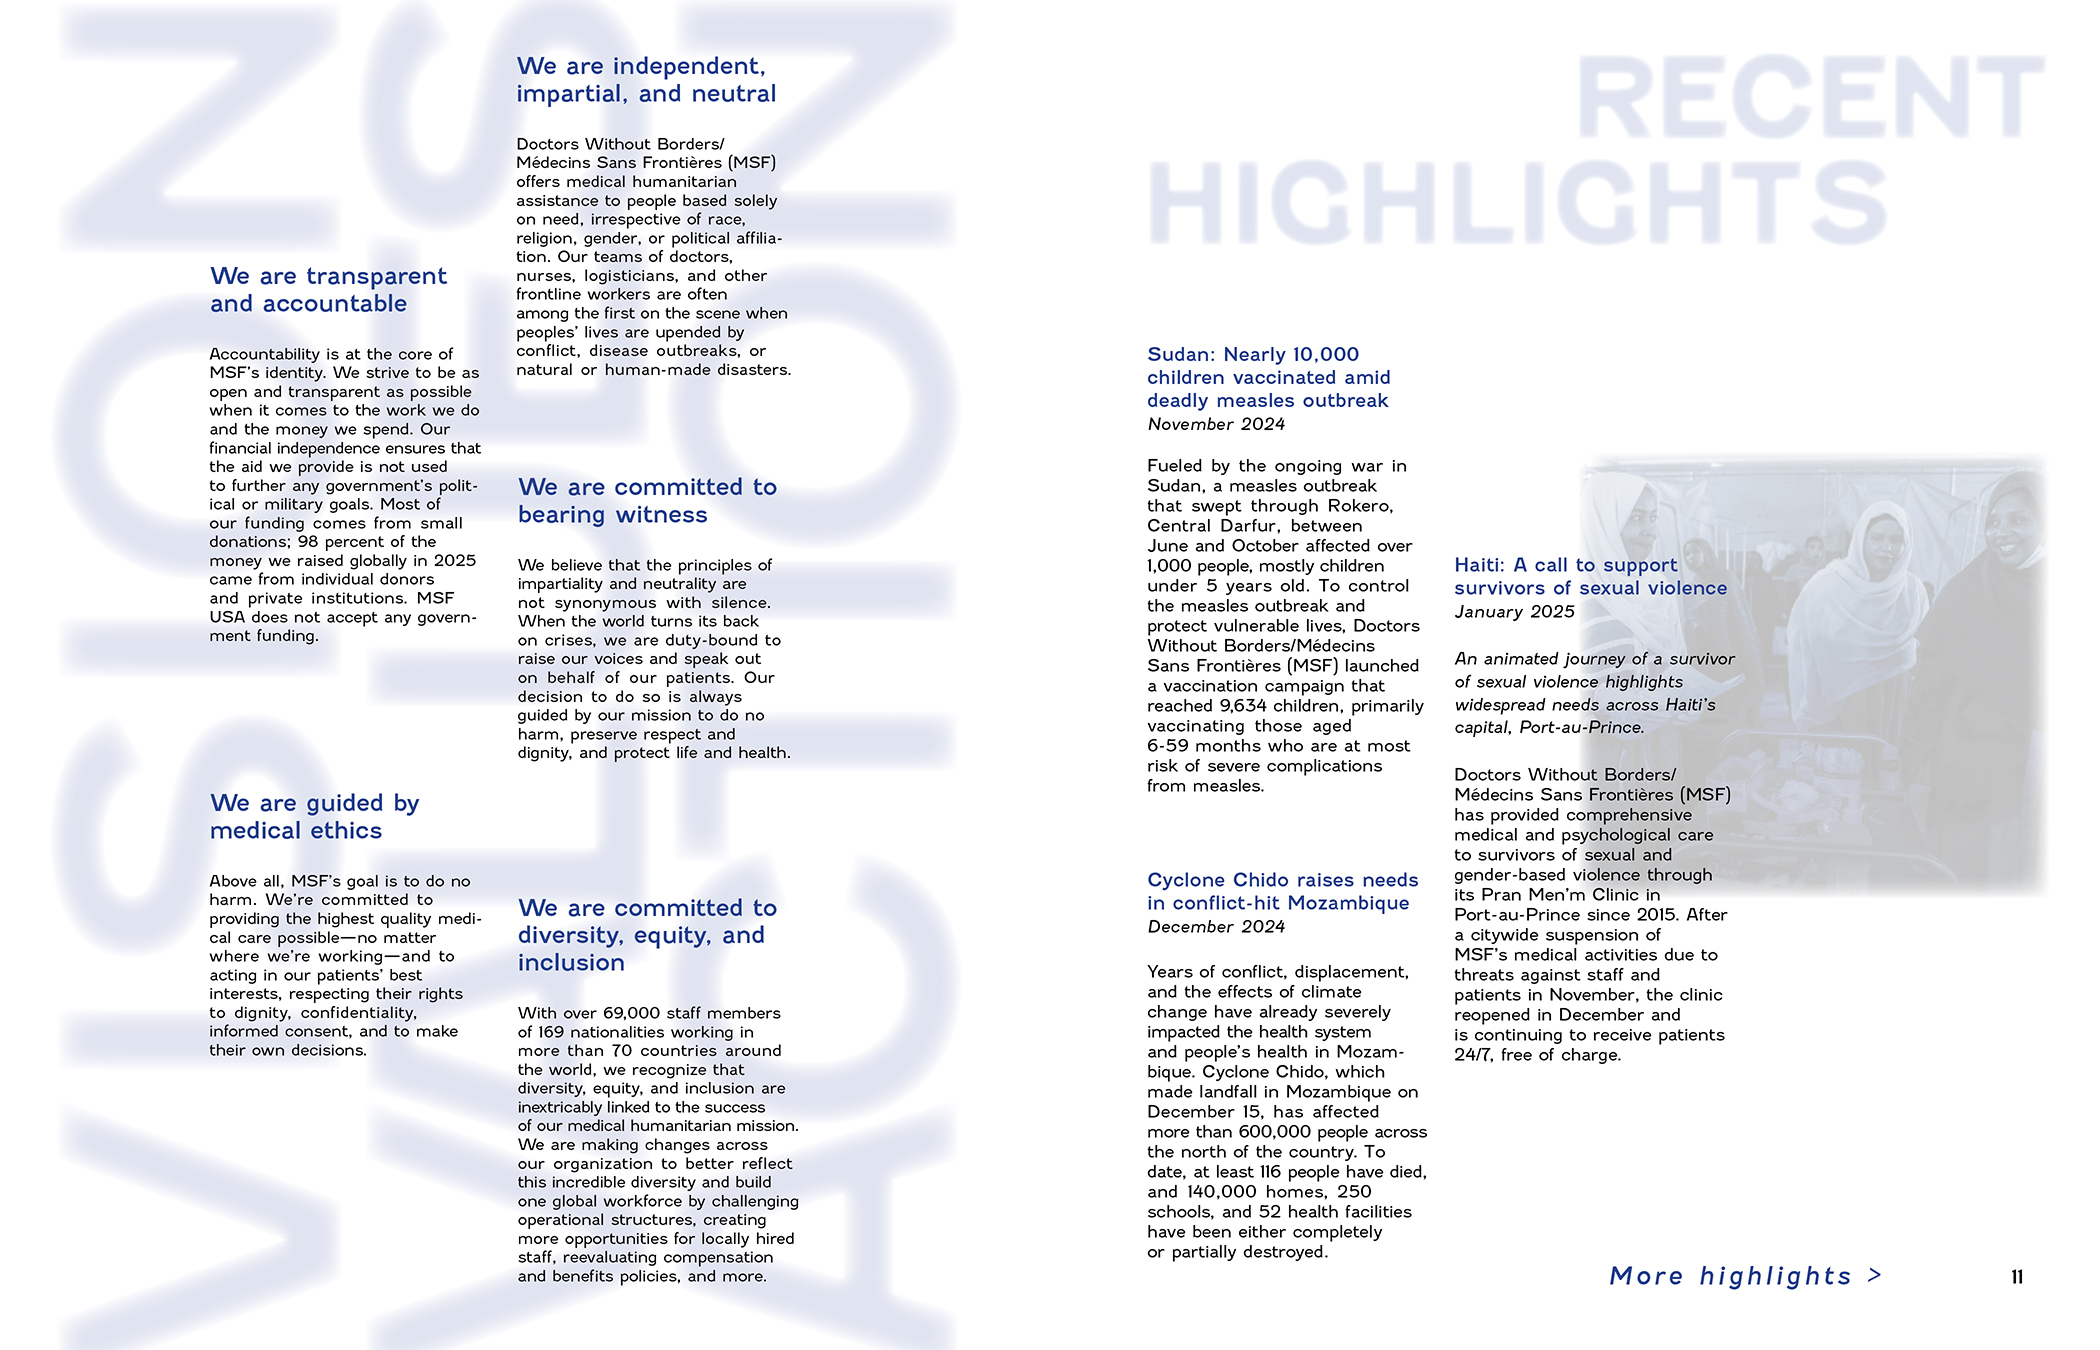 VISION
VALUES
ACTION
We are transparent
and accountable
Accountability is at the core of
MSF's identity. We strive to be as
open and transparent as possible
when it comes to the work we do
and the money we spend. Our
financial independence ensures that
the aid we provide is not used
to further any government's polit-
ical or military goals. Most of
our funding comes from small
donations; 98 percent of the
money we raised globally in 2025
came from individual donors
and private institutions. MSF
USA does not accept any govern-
ment funding.
We are guided by
medical ethics
Above all, MSF's goal is to do no
harm. We're committed to
providing the highest quality medi-
cal care possible—no matter
where we're working—and to
acting in our patients' best
interests, respecting their rights
to dignity, confidentiality,
informed consent, and to make
their own decisions.
We are independent,
impartial, and neutral
Doctors Without Borders/
Médecins Sans Frontières (MSF)
offers medical humanitarian
assistance to people based solely
on need, irrespective of race,
religion, gender, or political affilia-
tion. Our teams of doctors,
nurses, logisticians, and other
frontline workers are often
among the first on the scene when
peoples' lives are upended by
conflict, disease outbreaks, or
natural or human-made disasters.
We are committed to
bearing witness
We believe that the principles of
impartiality and neutrality are
not synonymous with silence.
When the world turns its back
on crises, we are duty-bound to
raise our voices and speak out
on behalf of our patients. Our
decision to do so is always
guided by our mission to do no
harm, preserve respect and
dignity, and protect life and health.
We are committed to
diversity, equity, and
inclusion
With over 69,000 staff members
of 169 nationalities working in
more than 70 countries around
the world, we recognize that
diversity, equity, and inclusion are
inextricably linked to the success
of our medical humanitarian mission.
We are making changes across
our organization to better reflect
this incredible diversity and build
one global workforce by challenging
operational structures, creating
more opportunities for locally hired
staff, reevaluating compensation
and benefits policies, and more.
RECENT
HIGHLIGHTS
Sudan: Nearly 10,000
children vaccinated amid
deadly measles outbreak
November 2024
Fueled by the ongoing war in
Sudan, a measles outbreak
that swept through Rokero,
Central Darfur, between
June and October affected over
1,000 people, mostly children
under 5 years old. To control
the measles outbreak and
protect vulnerable lives, Doctors
Without Borders/Médecins
Sans Frontières (MSF) launched
a vaccination campaign that
reached 9,634 children, primarily
vaccinating those aged
6-59 months who are at most
risk of severe complications
from measles.
Cyclone Chido raises needs
in conflict-hit Mozambique
December 2024
Years of conflict, displacement,
and the effects of climate
change have already severely
impacted the health system
and people's health in Mozam-
bique. Cyclone Chido, which
made landfall in Mozambique on
December 15, has affected
more than 600,000 people across
the north of the country. To
date, at least 116 people have died,
and 140,000 homes, 250
schools, and 52 health facilities
have been either completely
or partially destroyed.
Haiti: A call to support
survivors of sexual violence
January 2025
An animated journey of a survivor
of sexual violence highlights
widespread needs across Haiti's
capital, Port-au-Prince.
Doctors Without Borders/
Médecins Sans Frontières (MSF)
has provided comprehensive
medical and psychological care
to survivors of sexual and
gender-based violence through
its Pran Men'm Clinic in
Port-au-Prince since 2015. After
a citywide suspension of
MSF's medical activities due to
threats against staff and
patients in November, the clinic
reopened in December and
is continuing to receive patients
24/7, free of charge.
More highlights >
11